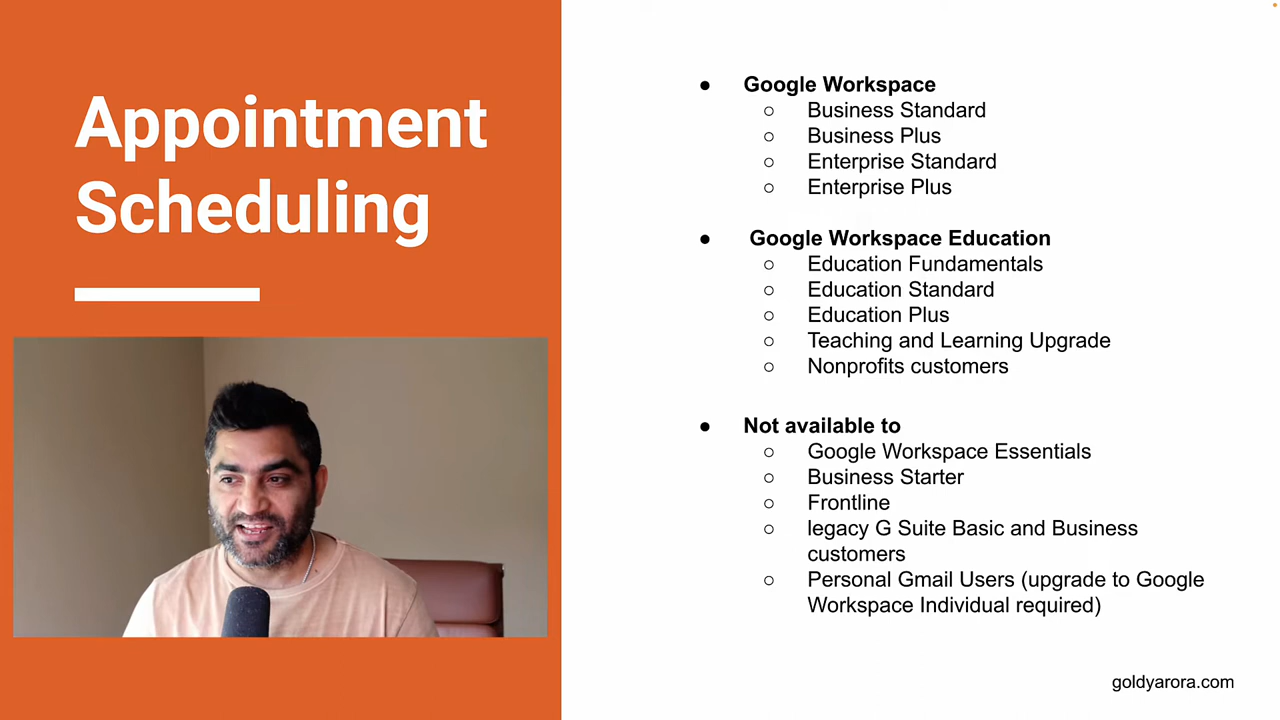 Appointment
Scheduling
● Google Workspace
○ Business Standard
○ Business Plus
○ Enterprise Standard
○ Enterprise Plus
● Google Workspace Education
○ Education Fundamentals
○ Education Standard
○ Education Plus
○ Teaching and Learning Upgrade
○ Nonprofits customers
● Not available to
○ Google Workspace Essentials
○ Business Starter
○ Frontline
○ legacy G Suite Basic and Business
customers
○ Personal Gmail Users (upgrade to Google
Workspace Individual required)
goldyarora.com